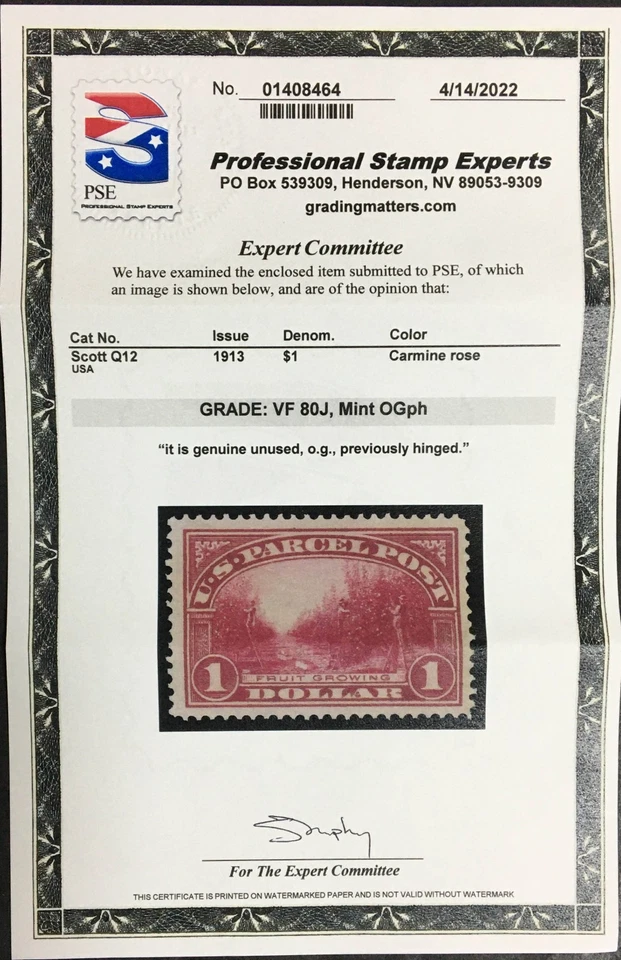 No. 01408464 4/14/2022
PSE
PROFESSIONAL STAMP EXPERTS
Professional Stamp Experts
PO Box 539309, Henderson, NV 89053-9309
gradingmatters.com
Expert Committee
We have examined the enclosed item submitted to PSE, of which
an image is shown below, and are of the opinion that:
Cat No. Issue Denom. Color
Scott Q12 1913 $1 Carmine rose
USA
GRADE: VF 80J, Mint OGph
“it is genuine unused, o.g., previously hinged.”
U.S. PARCEL POST
1 FRUIT GROWING 1
DOLLAR
For The Expert Committee
THIS CERTIFICATE IS PRINTED ON WATERMARKED PAPER AND IS NOT VALID WITHOUT WATERMARK